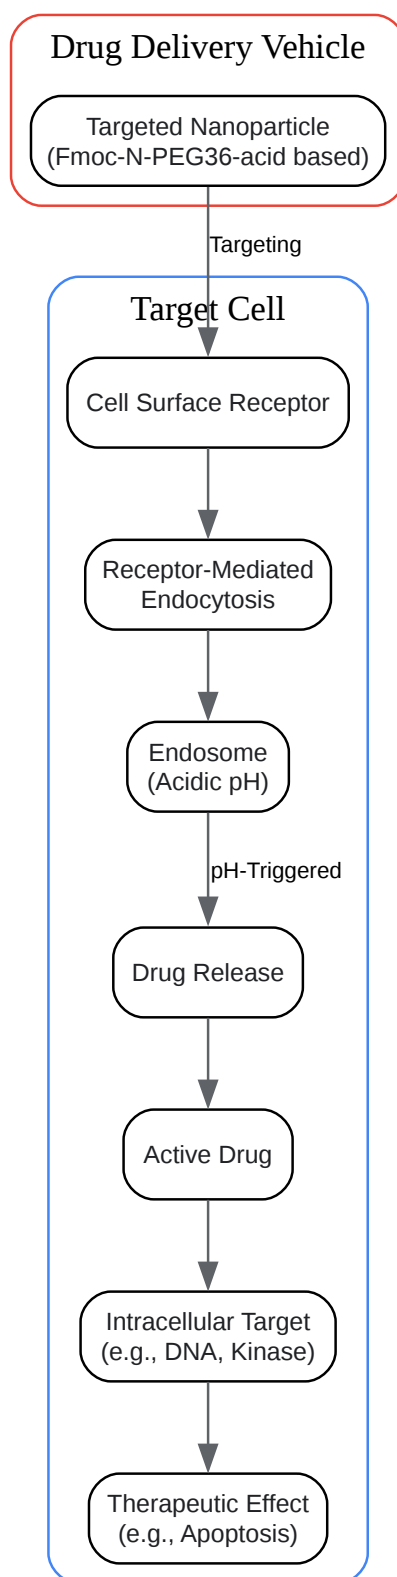 Drug Delivery Vehicle
Targeted Nanoparticle
(Fmoc-N-PEG36-acid based)
Targeting
Target Cell
Cell Surface Receptor
Receptor-Mediated
Endocytosis
Endosome
(Acidic pH)
pH-Triggered
Drug Release
Active Drug
Intracellular Target
(e.g., DNA, Kinase)
Therapeutic Effect
(e.g., Apoptosis)